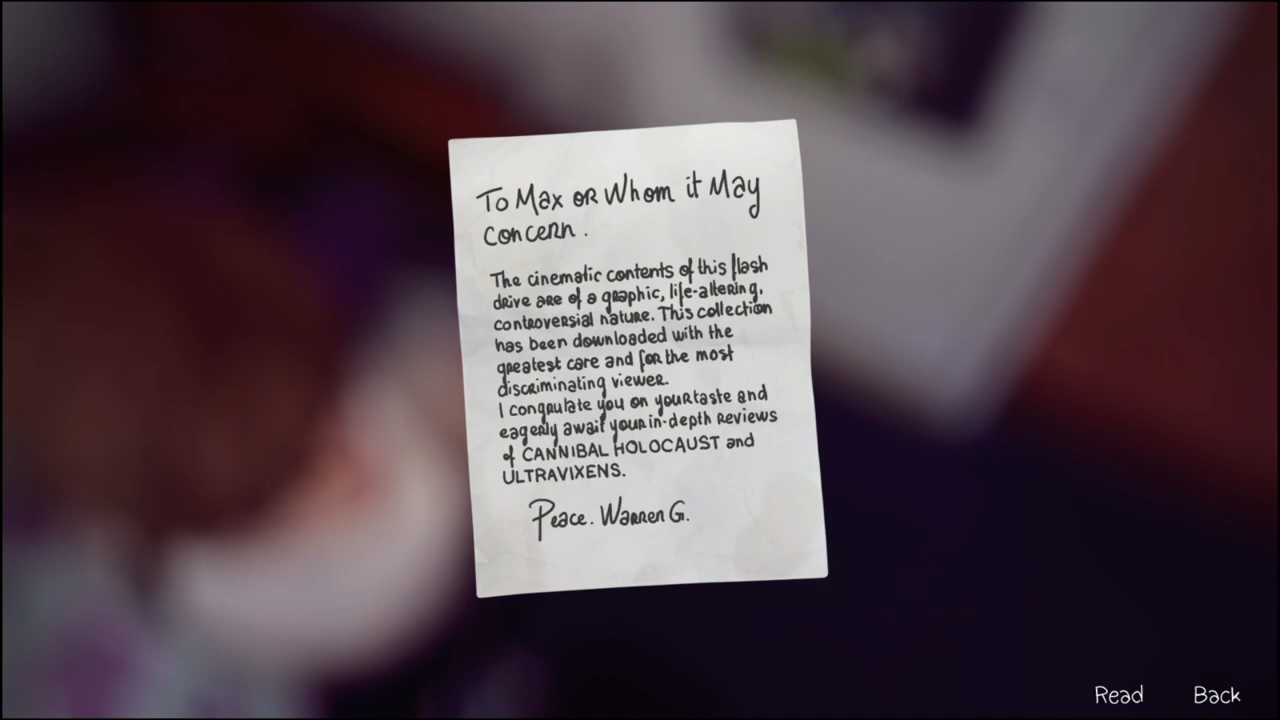 To Max or Whom it May
Concern.
The cinematic contents of this flash
drive are of a graphic, life-altering,
controversial nature. This collection
has been downloaded with the
greatest care and for the most
discriminating viewer.
I congrulate you on your taste and
eagerly await your in-depth reviews
of CANNIBAL HOLOCAUST and
ULTRAVIXENS.
Peace. Warren G.
Read Back